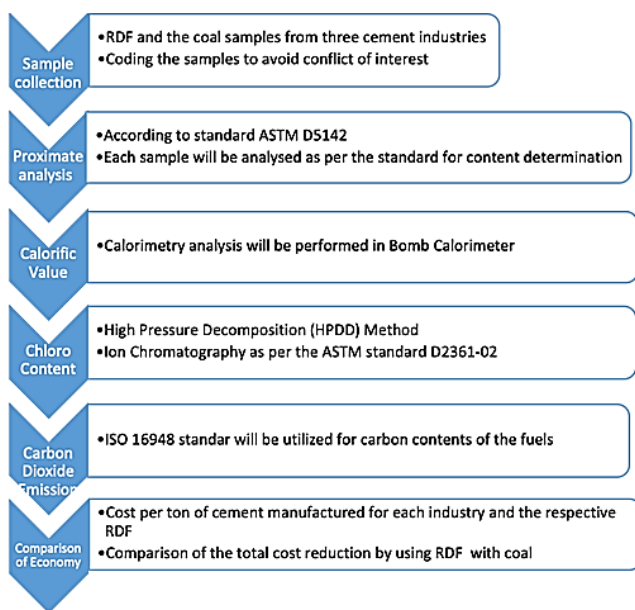 Sample
collection
•RDF and the coal samples from three cement industries
•Coding the samples to avoid conflict of interest
Proximate
analysis
•According to standard ASTM D5142
•Each sample will be analysed as per the standard for content determination
Calorific
Value
•Calorimetry analysis will be performed in Bomb Calorimeter
Chloro
Content
•High Pressure Decomposition (HPDD) Method
•Ion Chromatography as per the ASTM standard D2361-02
Carbon
Dioxide
Emission
•ISO 16948 standar will be utilized for carbon contents of the fuels
Comparison
of Economy
•Cost per ton of cement manufactured for each industry and the respective
RDF
•Comparison of the total cost reduction by using RDF with coal